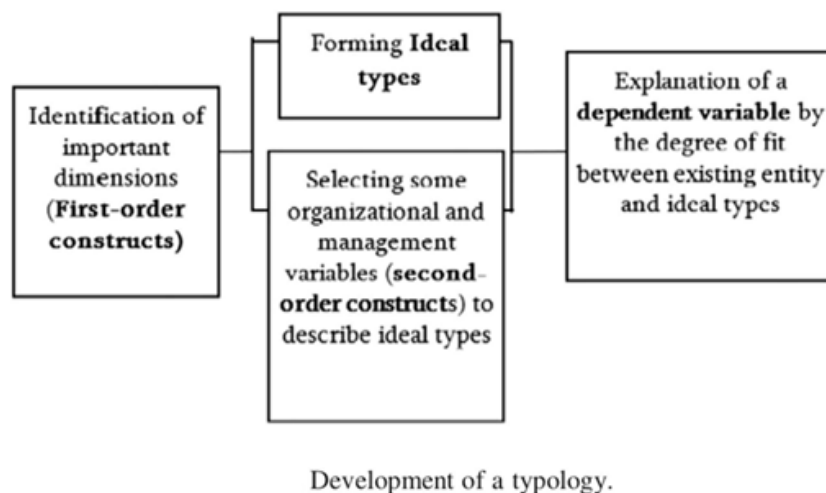 Identification of
important
dimensions
(First-order
constructs)
Forming Ideal
types
Selecting some
organizational and
management
variables (second-
order constructs) to
describe ideal types
Explanation of a
dependent variable by
the degree of fit
between existing entity
and ideal types
Development of a typology.